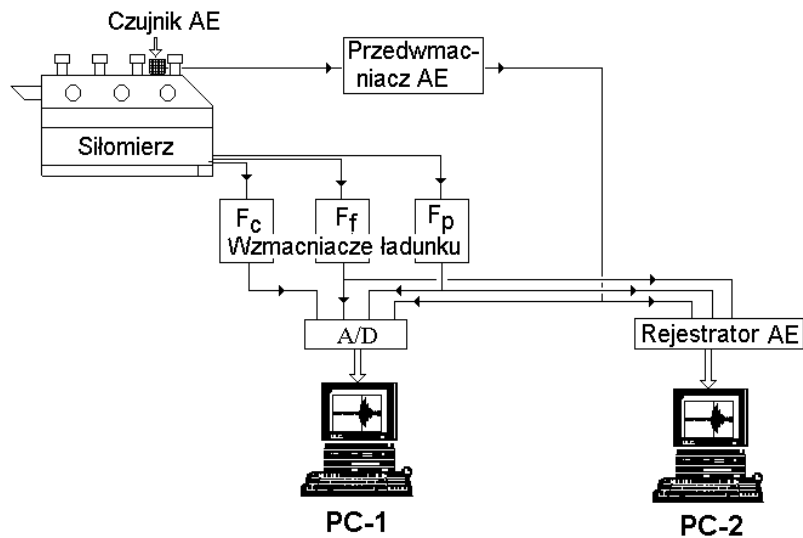 Czujnik AE
Przedwmac-
niacz AE
Siłomierz
Fc Ff Fp
Wzmacniacze ładunku
A/D
Rejestrator AE
PC-1
PC-2